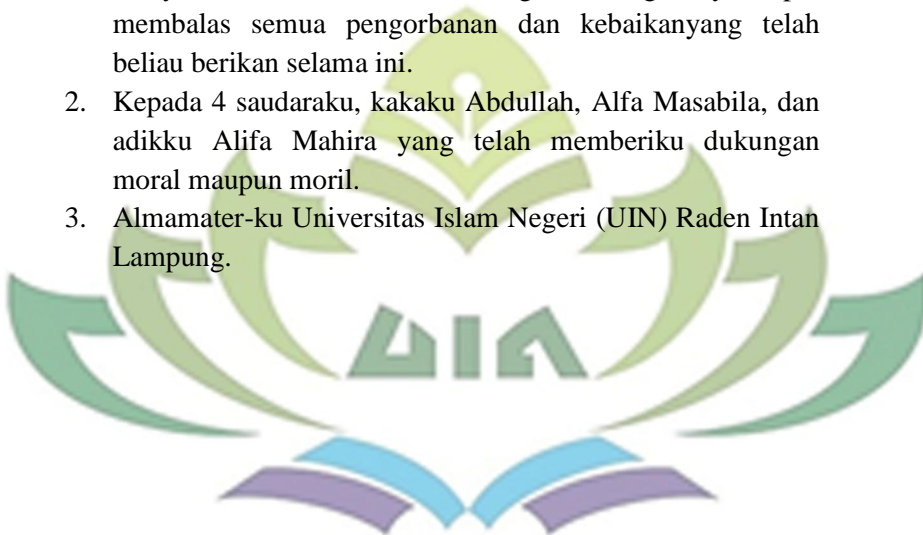 membalas semua pengorbanan dan kebaikanyang telah
beliau berikan selama ini.
2. Kepada 4 saudaraku, kakaku Abdullah, Alfa Masabila, dan
adikku Alifa Mahira yang telah memberiku dukungan
moral maupun moril.
3. Almamater-ku Universitas Islam Negeri (UIN) Raden Intan
Lampung.
UIN